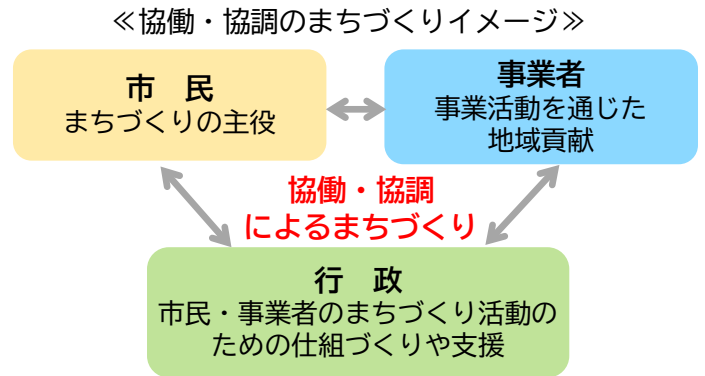 ≪協働・協調のまちづくりイメージ≫
市　民
まちづくりの主役
事業者
事業活動を通じた
地域貢献
協働・協調
によるまちづくり
行　政
市民・事業者のまちづくり活動の
ための仕組づくりや支援